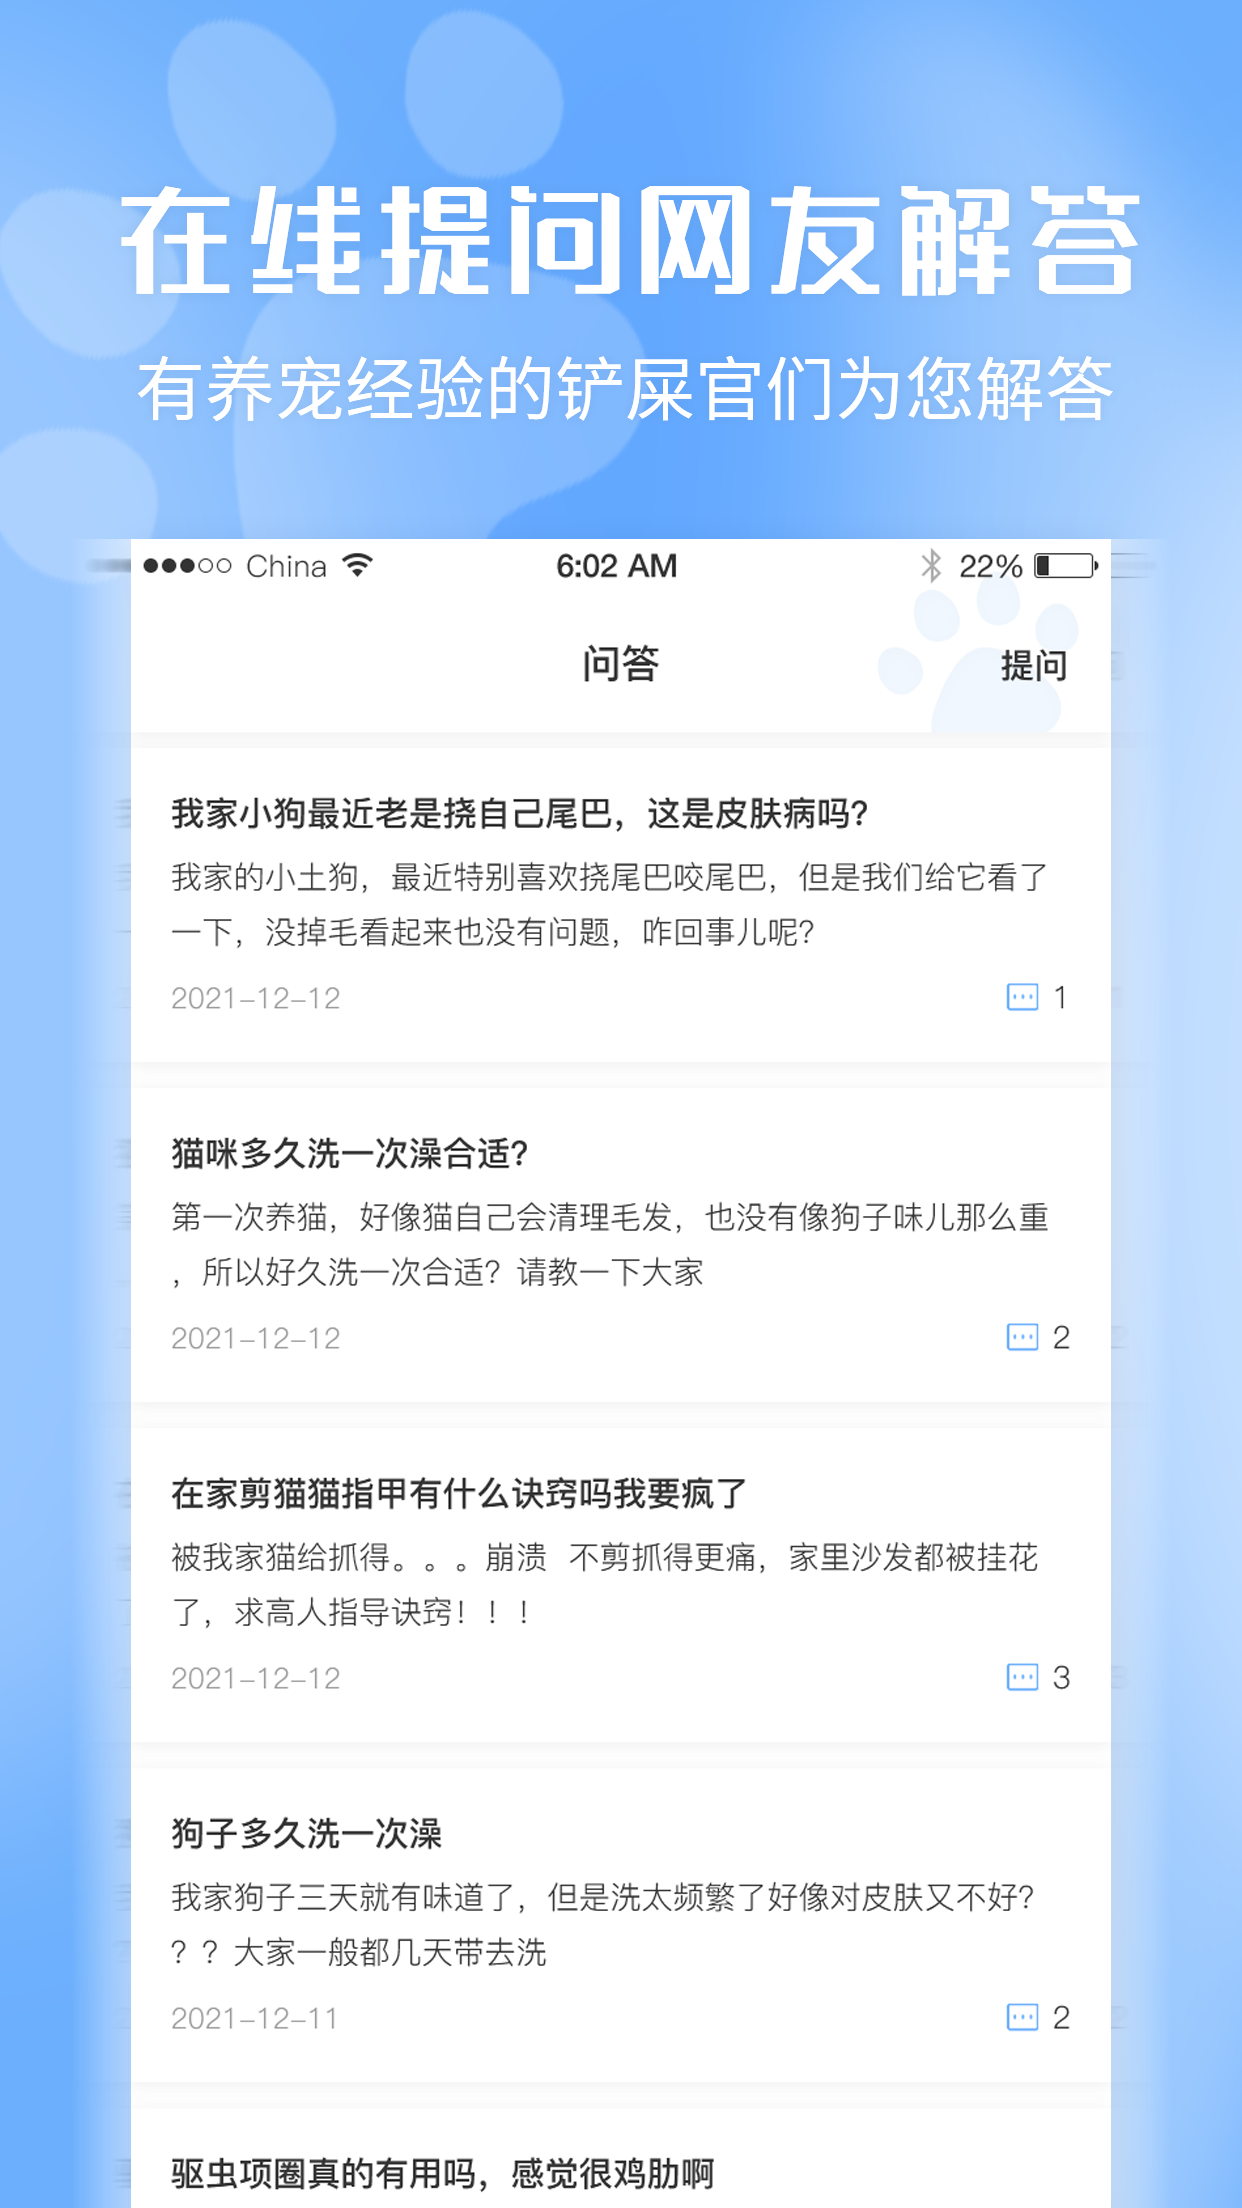 在线提问网友解答
有养宠经验的铲屎官们为您解答
China 6:02 AM 22%
问答 提问
我家小狗最近老是挠自己尾巴，这是皮肤病吗?
我家的小土狗，最近特别喜欢挠尾巴咬尾巴，但是我们给它看了
一下，没掉毛看起来也没有问题，咋回事儿呢?
2021-12-12 1
猫咪多久洗一次澡合适?
第一次养猫，好像猫自己会清理毛发，也没有像狗子味儿那么重
，所以好久洗一次合适？请教一下大家
2021-12-12 2
在家剪猫猫指甲有什么诀窍吗我要疯了
被我家猫给抓得。。。崩溃 不剪抓得更痛，家里沙发都被挂花
了，求高人指导诀窍！！！
2021-12-12 3
狗子多久洗一次澡
我家狗子三天就有味道了，但是洗太频繁了好像对皮肤又不好?
？？大家一般都几天带去洗
2021-12-11 2
驱虫项圈真的有用吗，感觉很鸡肋啊